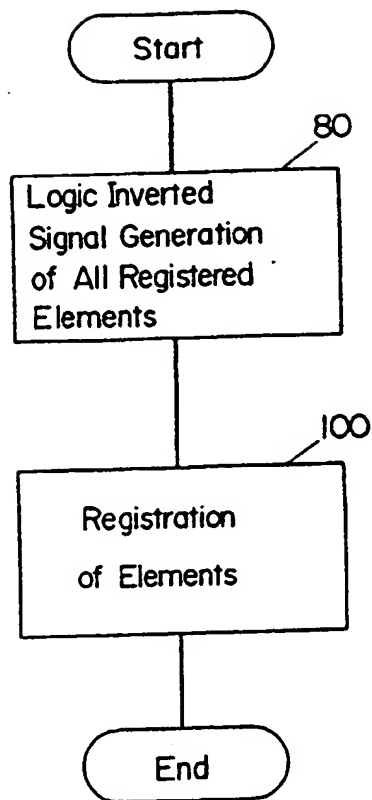 Start
80
Logic Inverted
Signal Generation
of All Registered
Elements
100
Registration
of Elements
End